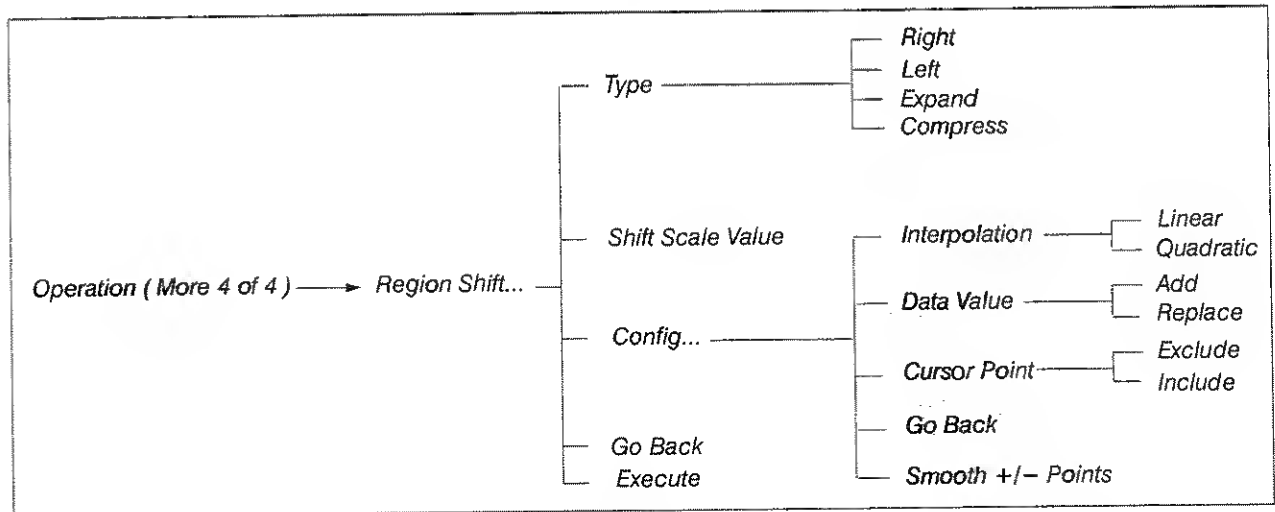 Right
Type
Left
Expand
Compress
Shift Scale Value
Interpolation
Linear
Quadratic
Operation ( More 4 of 4 )
Region Shift...
Data Value
Add
Replace
Config...
Cursor Point
Exclude
Include
Go Back
Go Back
Execute
Smooth +/− Points